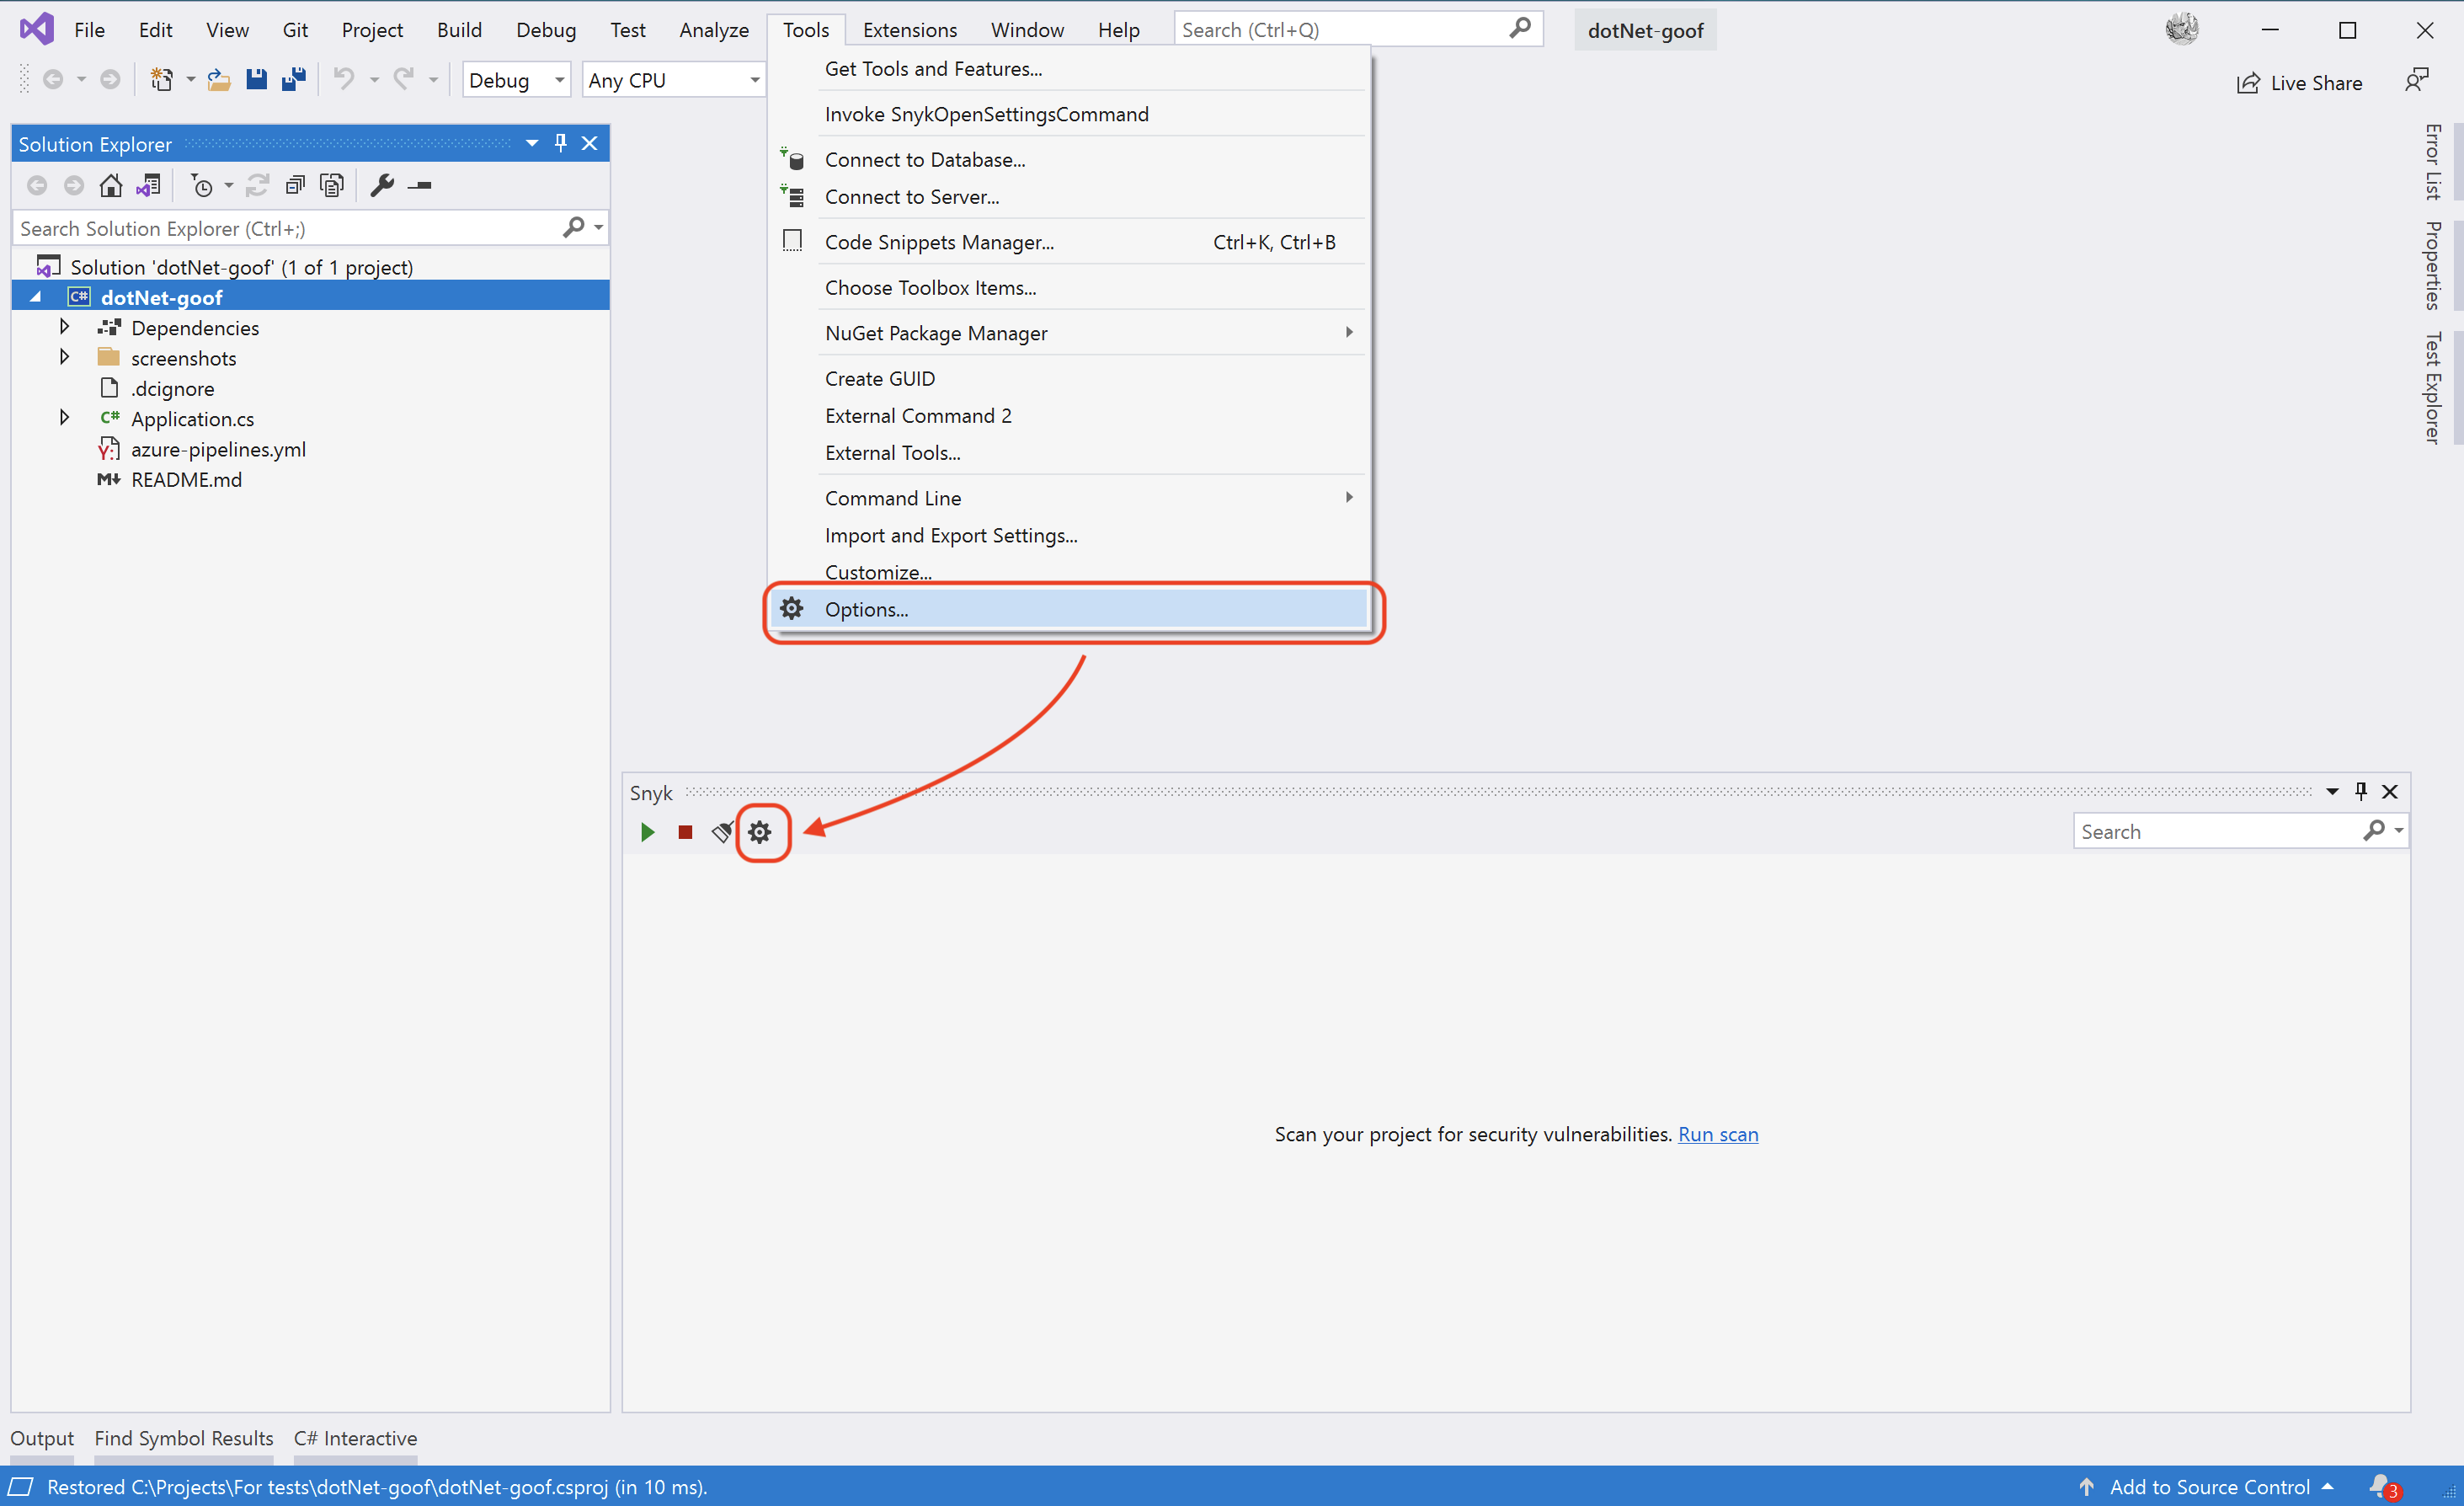 File Edit View Git Project Build Debug Test Analyze Tools Extensions Window Help Search (Ctrl+Q) dotNet-goof
Debug Any CPU Live Share
Get Tools and Features...
Invoke SnykOpenSettingsCommand
Connect to Database...
Connect to Server...
Code Snippets Manager... Ctrl+K, Ctrl+B
Choose Toolbox Items...
NuGet Package Manager
Create GUID
External Command 2
External Tools...
Command Line
Import and Export Settings...
Customize...
Options...
Solution Explorer
Search Solution Explorer (Ctrl+;)
Solution 'dotNet-goof' (1 of 1 project)
C# dotNet-goof
Dependencies
screenshots
.dcignore
C# Application.cs
Y: azure-pipelines.yml
M README.md
Error List
Properties
Test Explorer
Snyk
Search
Scan your project for security vulnerabilities. Run scan
Output Find Symbol Results C# Interactive
Restored C:\Projects\For tests\dotNet-goof\dotNet-goof.csproj (in 10 ms). Add to Source Control 3